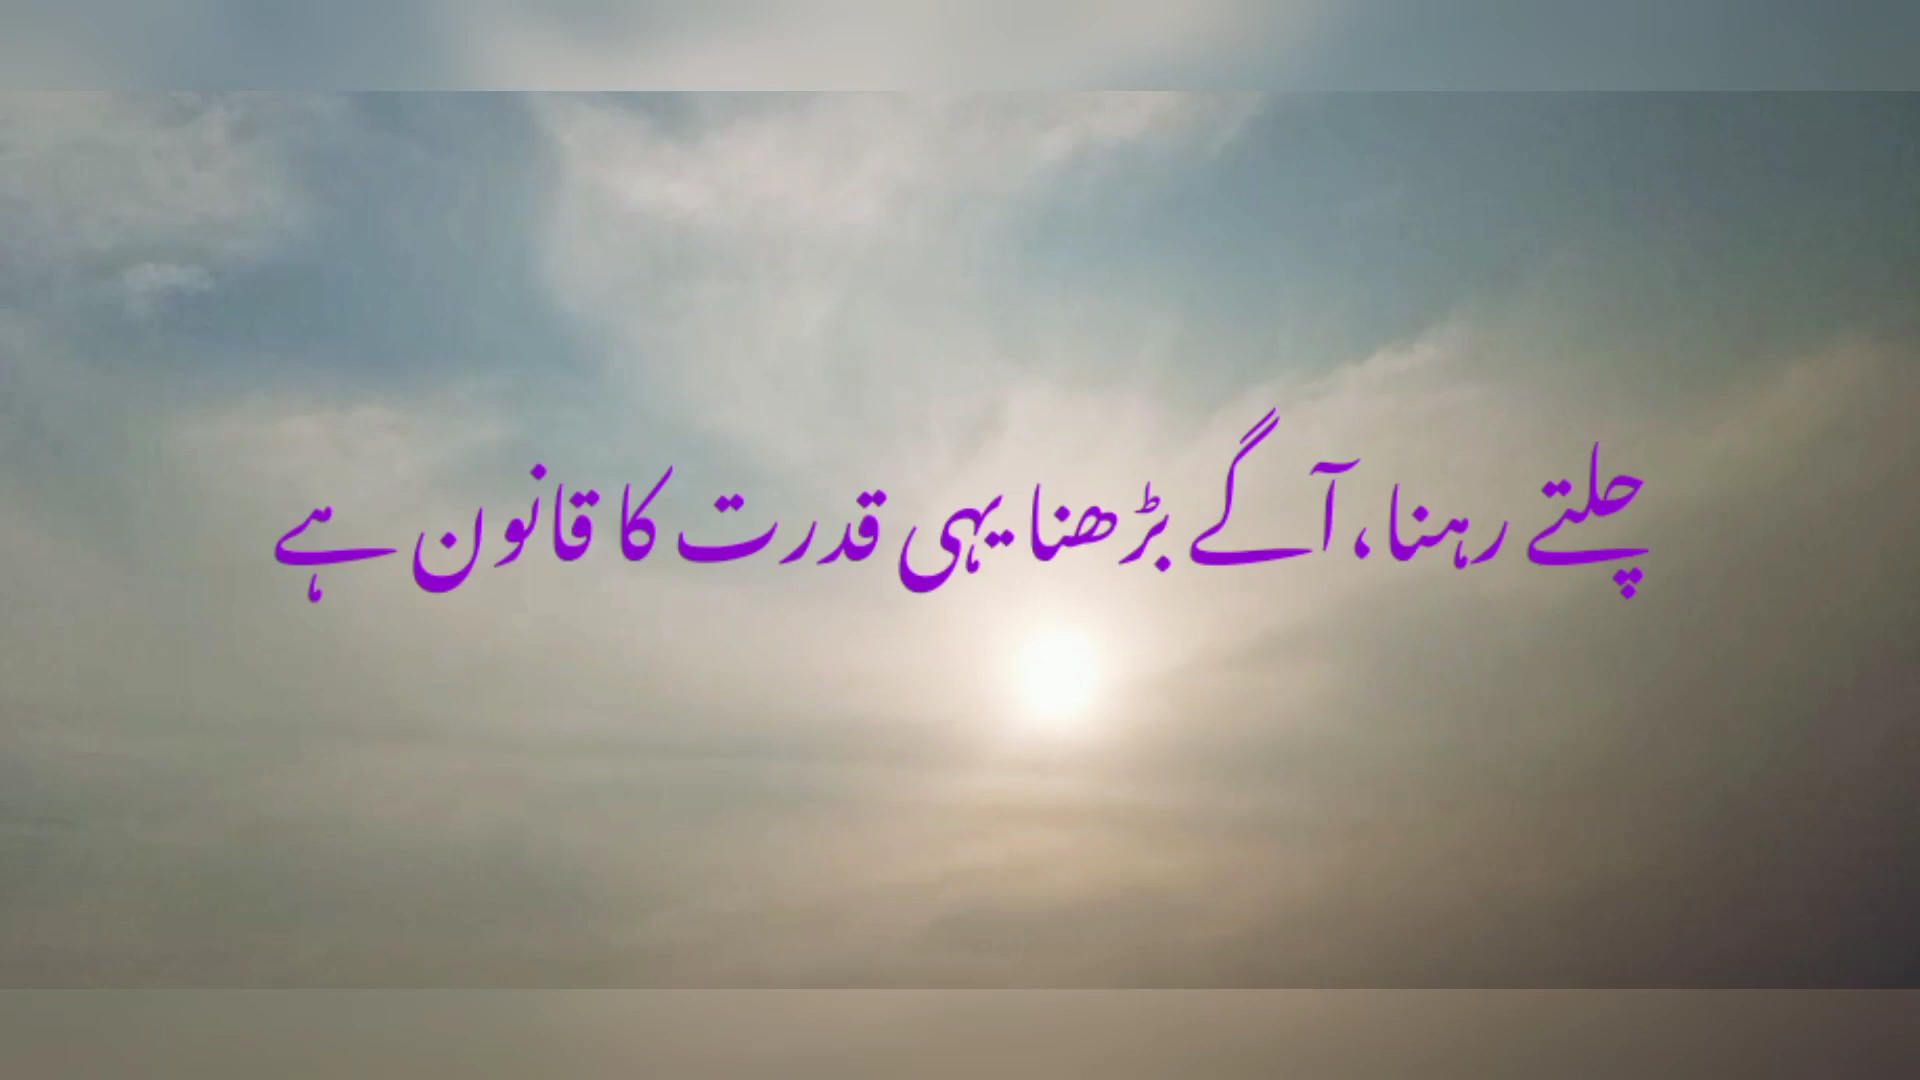 چلتے رہنا، آگے بڑھنا یہی قدرت کا قانون ہے